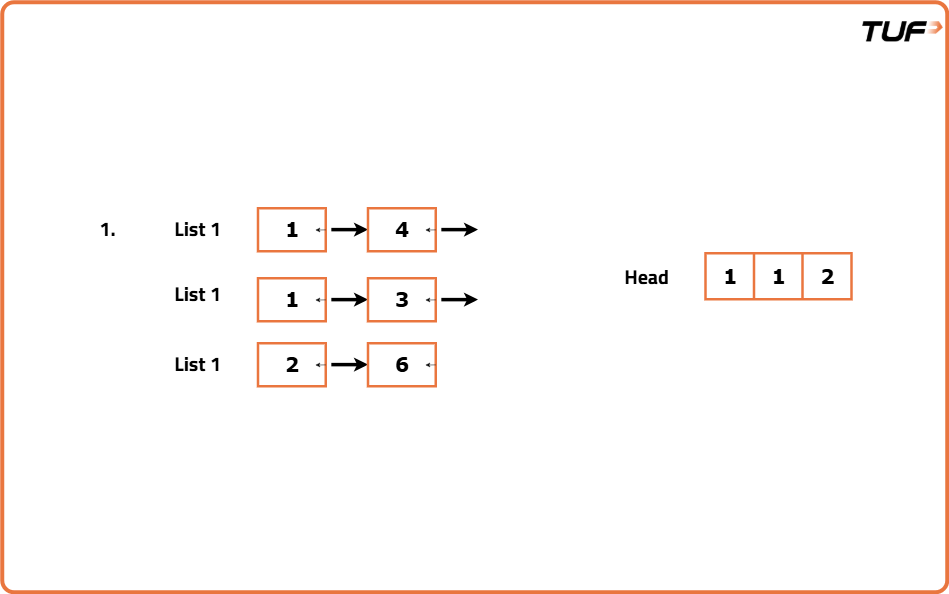 TUF
1. List 1 1 4
List 1 1 3
Head 1 1 2
List 1 2 6